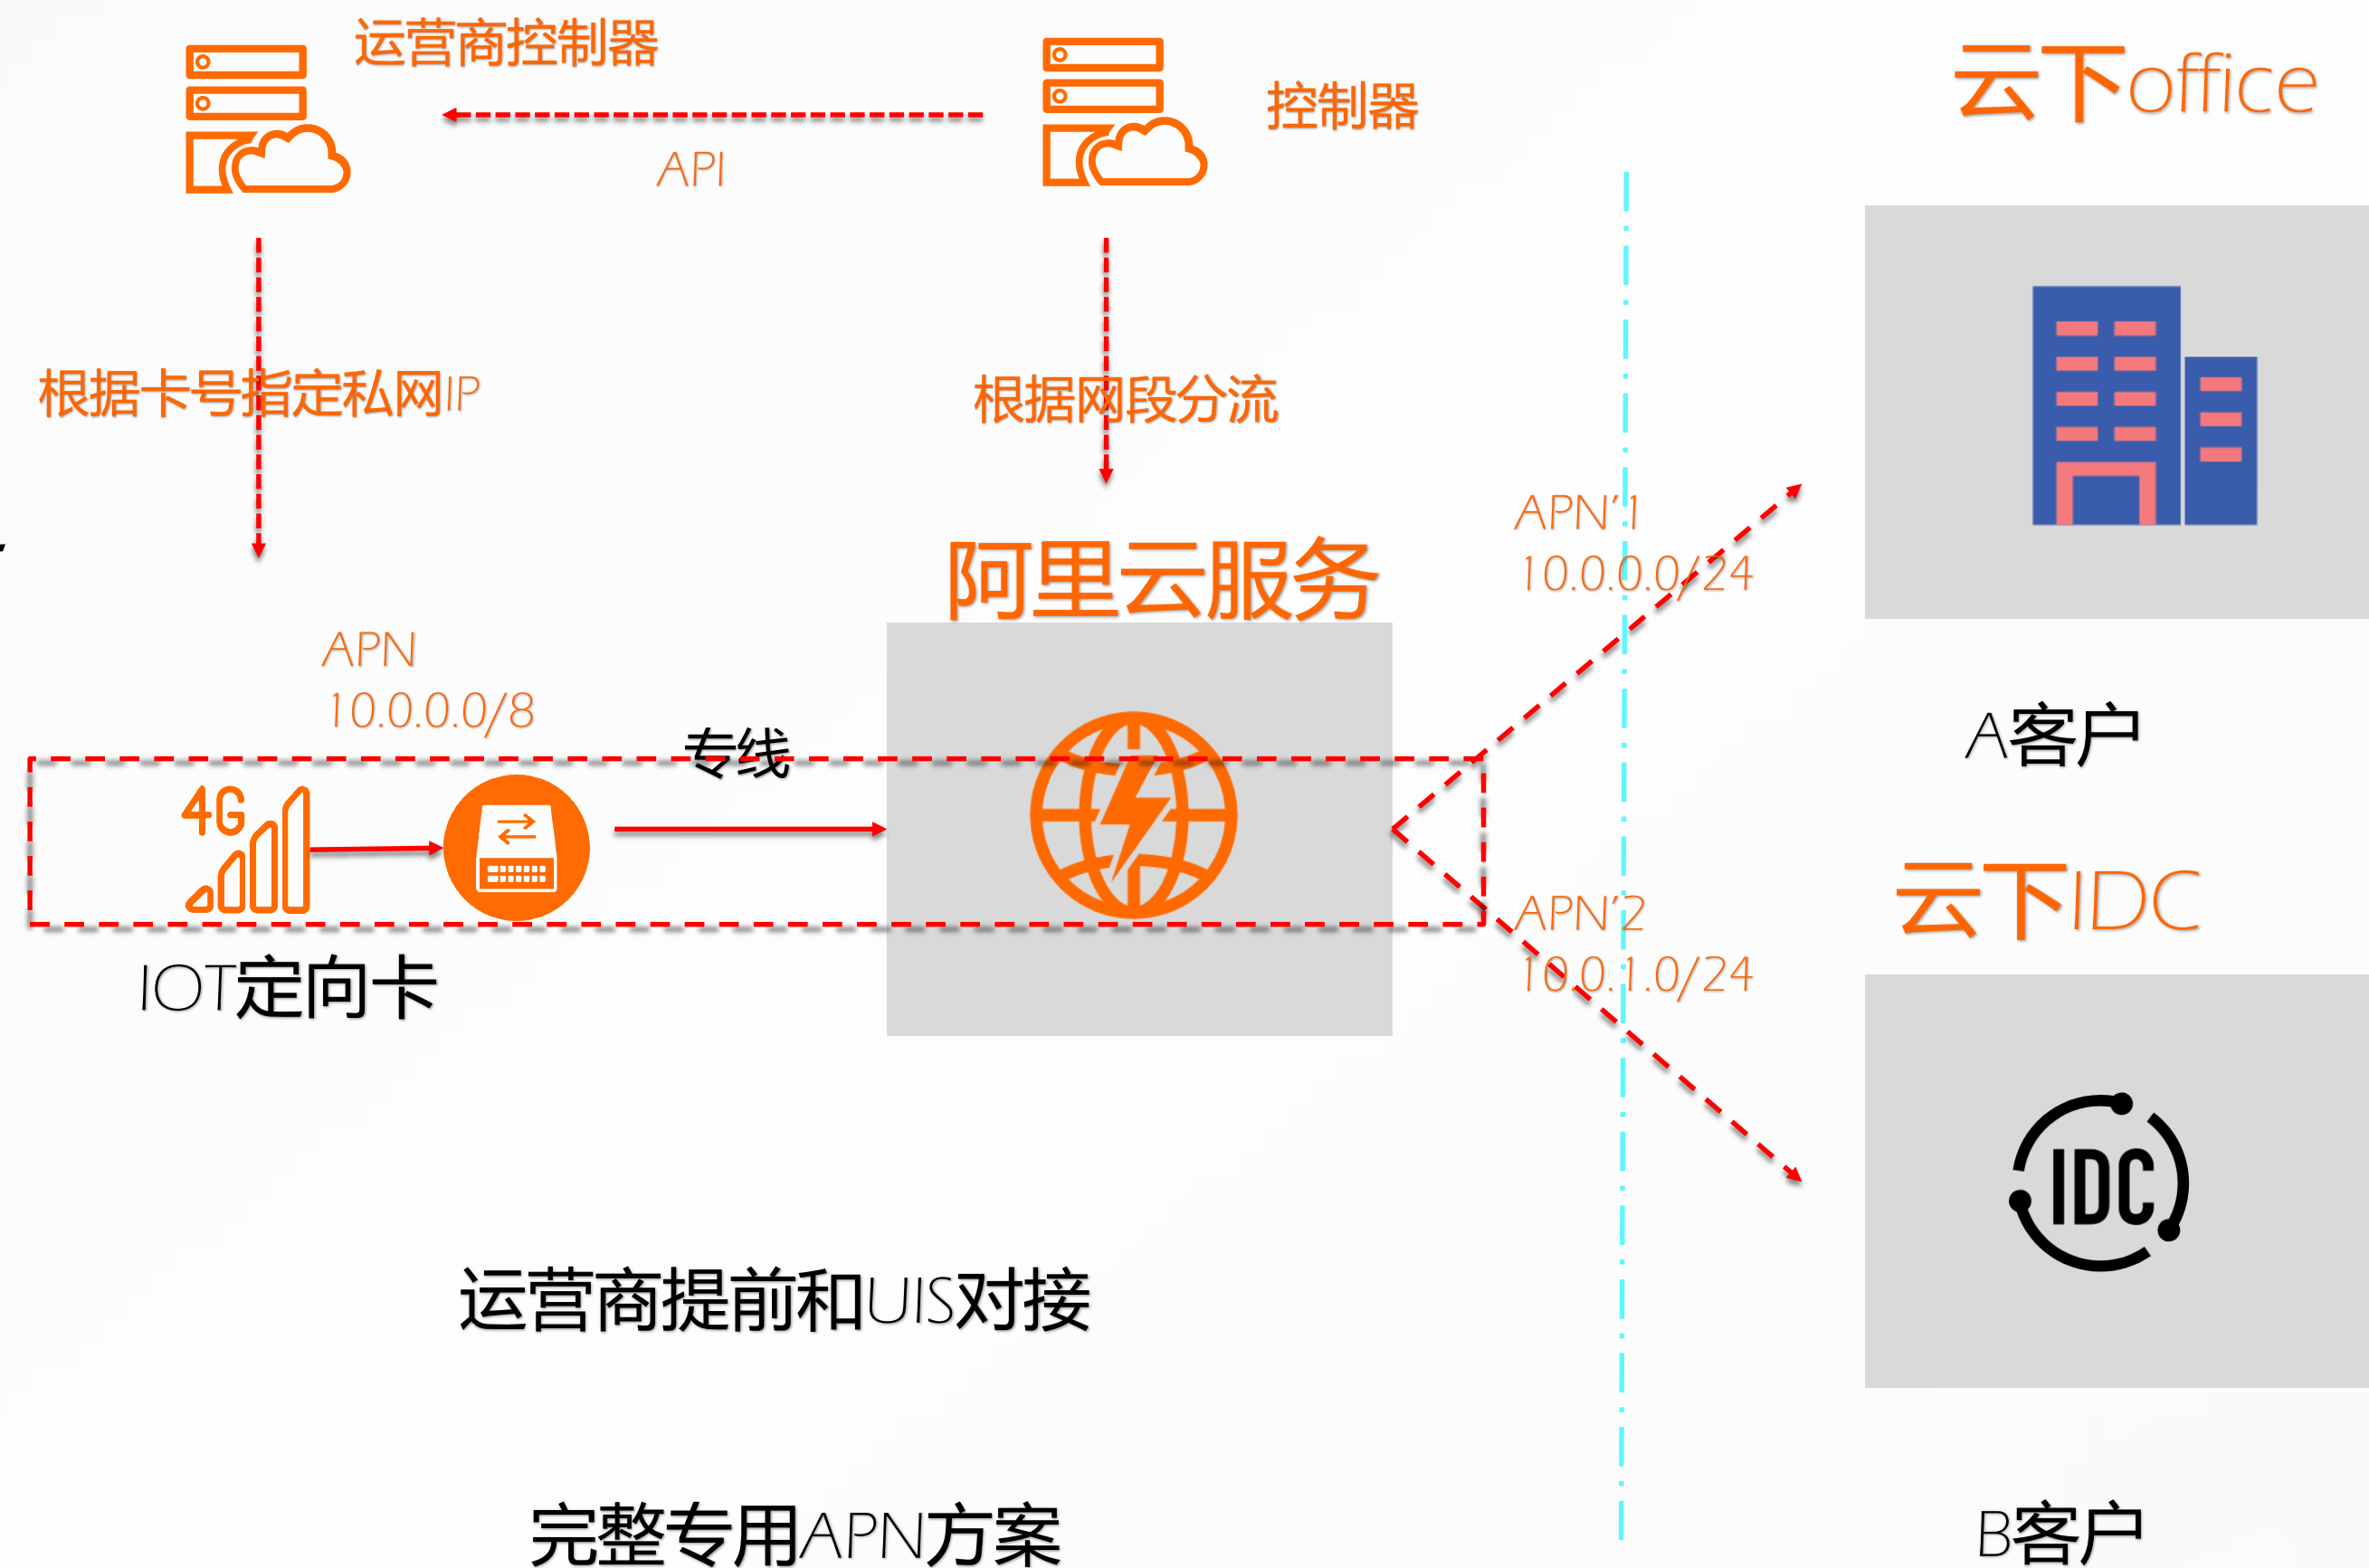 运营商控制器
控制器
云下office
API
根据卡号指定私网IP
根据网段分流
APN'1
10.0.0.0/24
阿里云服务
APN
10.0.0.0/8
专线
A客户
4G
云下IDC
APN'2
10.0.1.0/24
IOT定向卡
IDC
运营商提前和UIS对接
完整专用APN方案
B客户